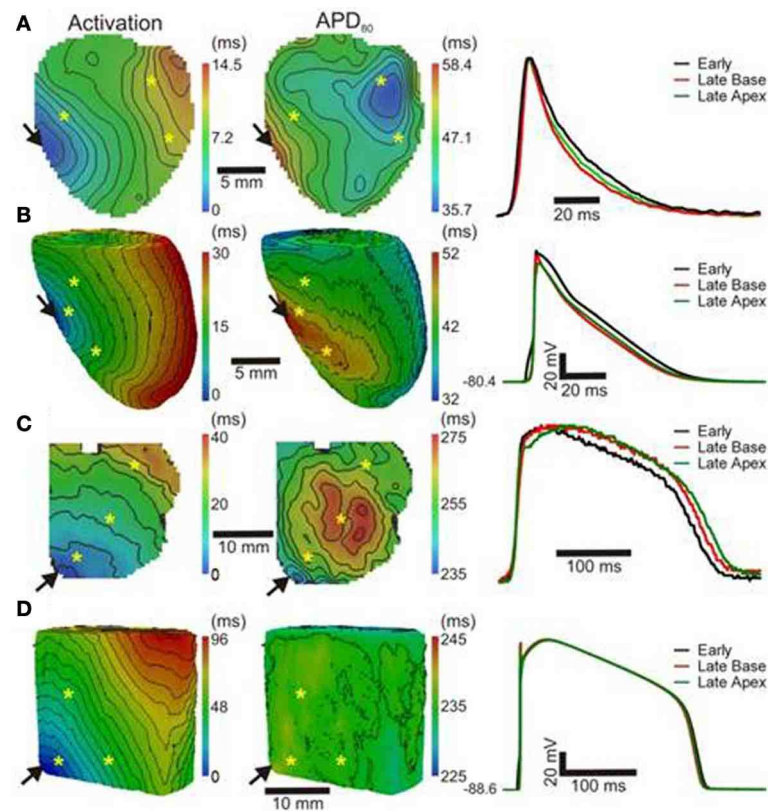 A Activation APD80
(ms) (ms)
14.5 58.4
7.2 47.1
0 35.7
5 mm
Early
Late Base
Late Apex
20 ms
B
(ms) (ms)
30 52
15 42
0 32
5 mm
Early
Late Base
Late Apex
-80.4
20 mV
20 ms
C
(ms) (ms)
40 275
20 255
0 235
10 mm
Early
Late Base
Late Apex
100 ms
D
(ms) (ms)
96 245
48 235
0 225
10 mm
Early
Late Base
Late Apex
-88.6
20 mV
100 ms